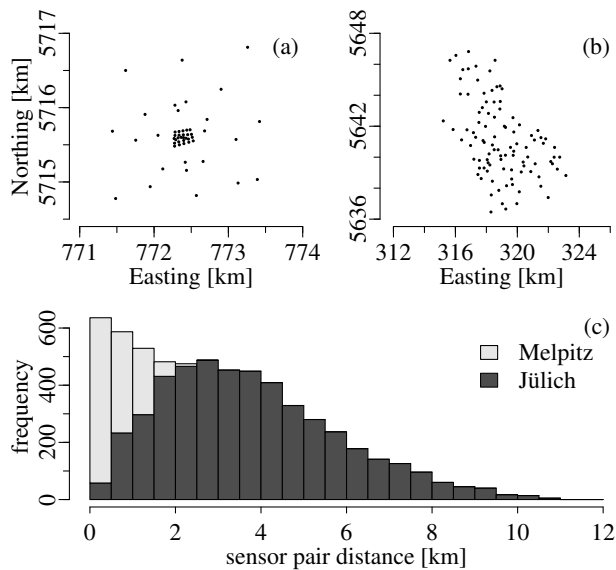 (a)
Northing [km]
5715
5716
5717
771
772
773
774
Easting [km]
(b)
5636
5642
5648
312
316
320
324
Easting [km]
(c)
frequency
0
200
400
600
Melpitz
Jülich
0
2
4
6
8
10
12
sensor pair distance [km]